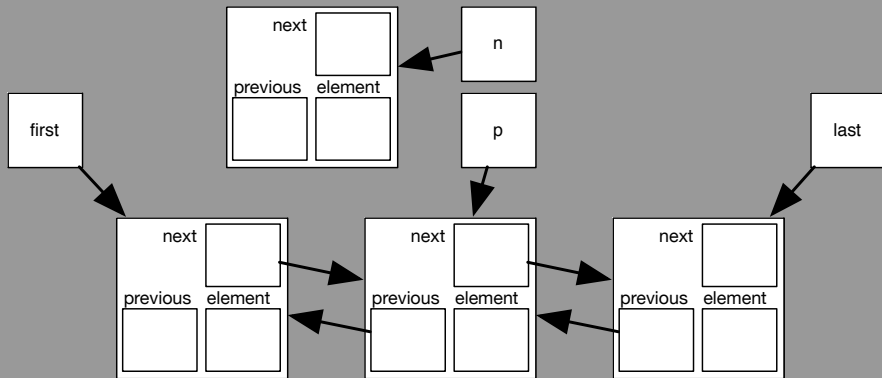 next
n
previous element
first
p
last
next
previous element
next
previous element
next
previous element